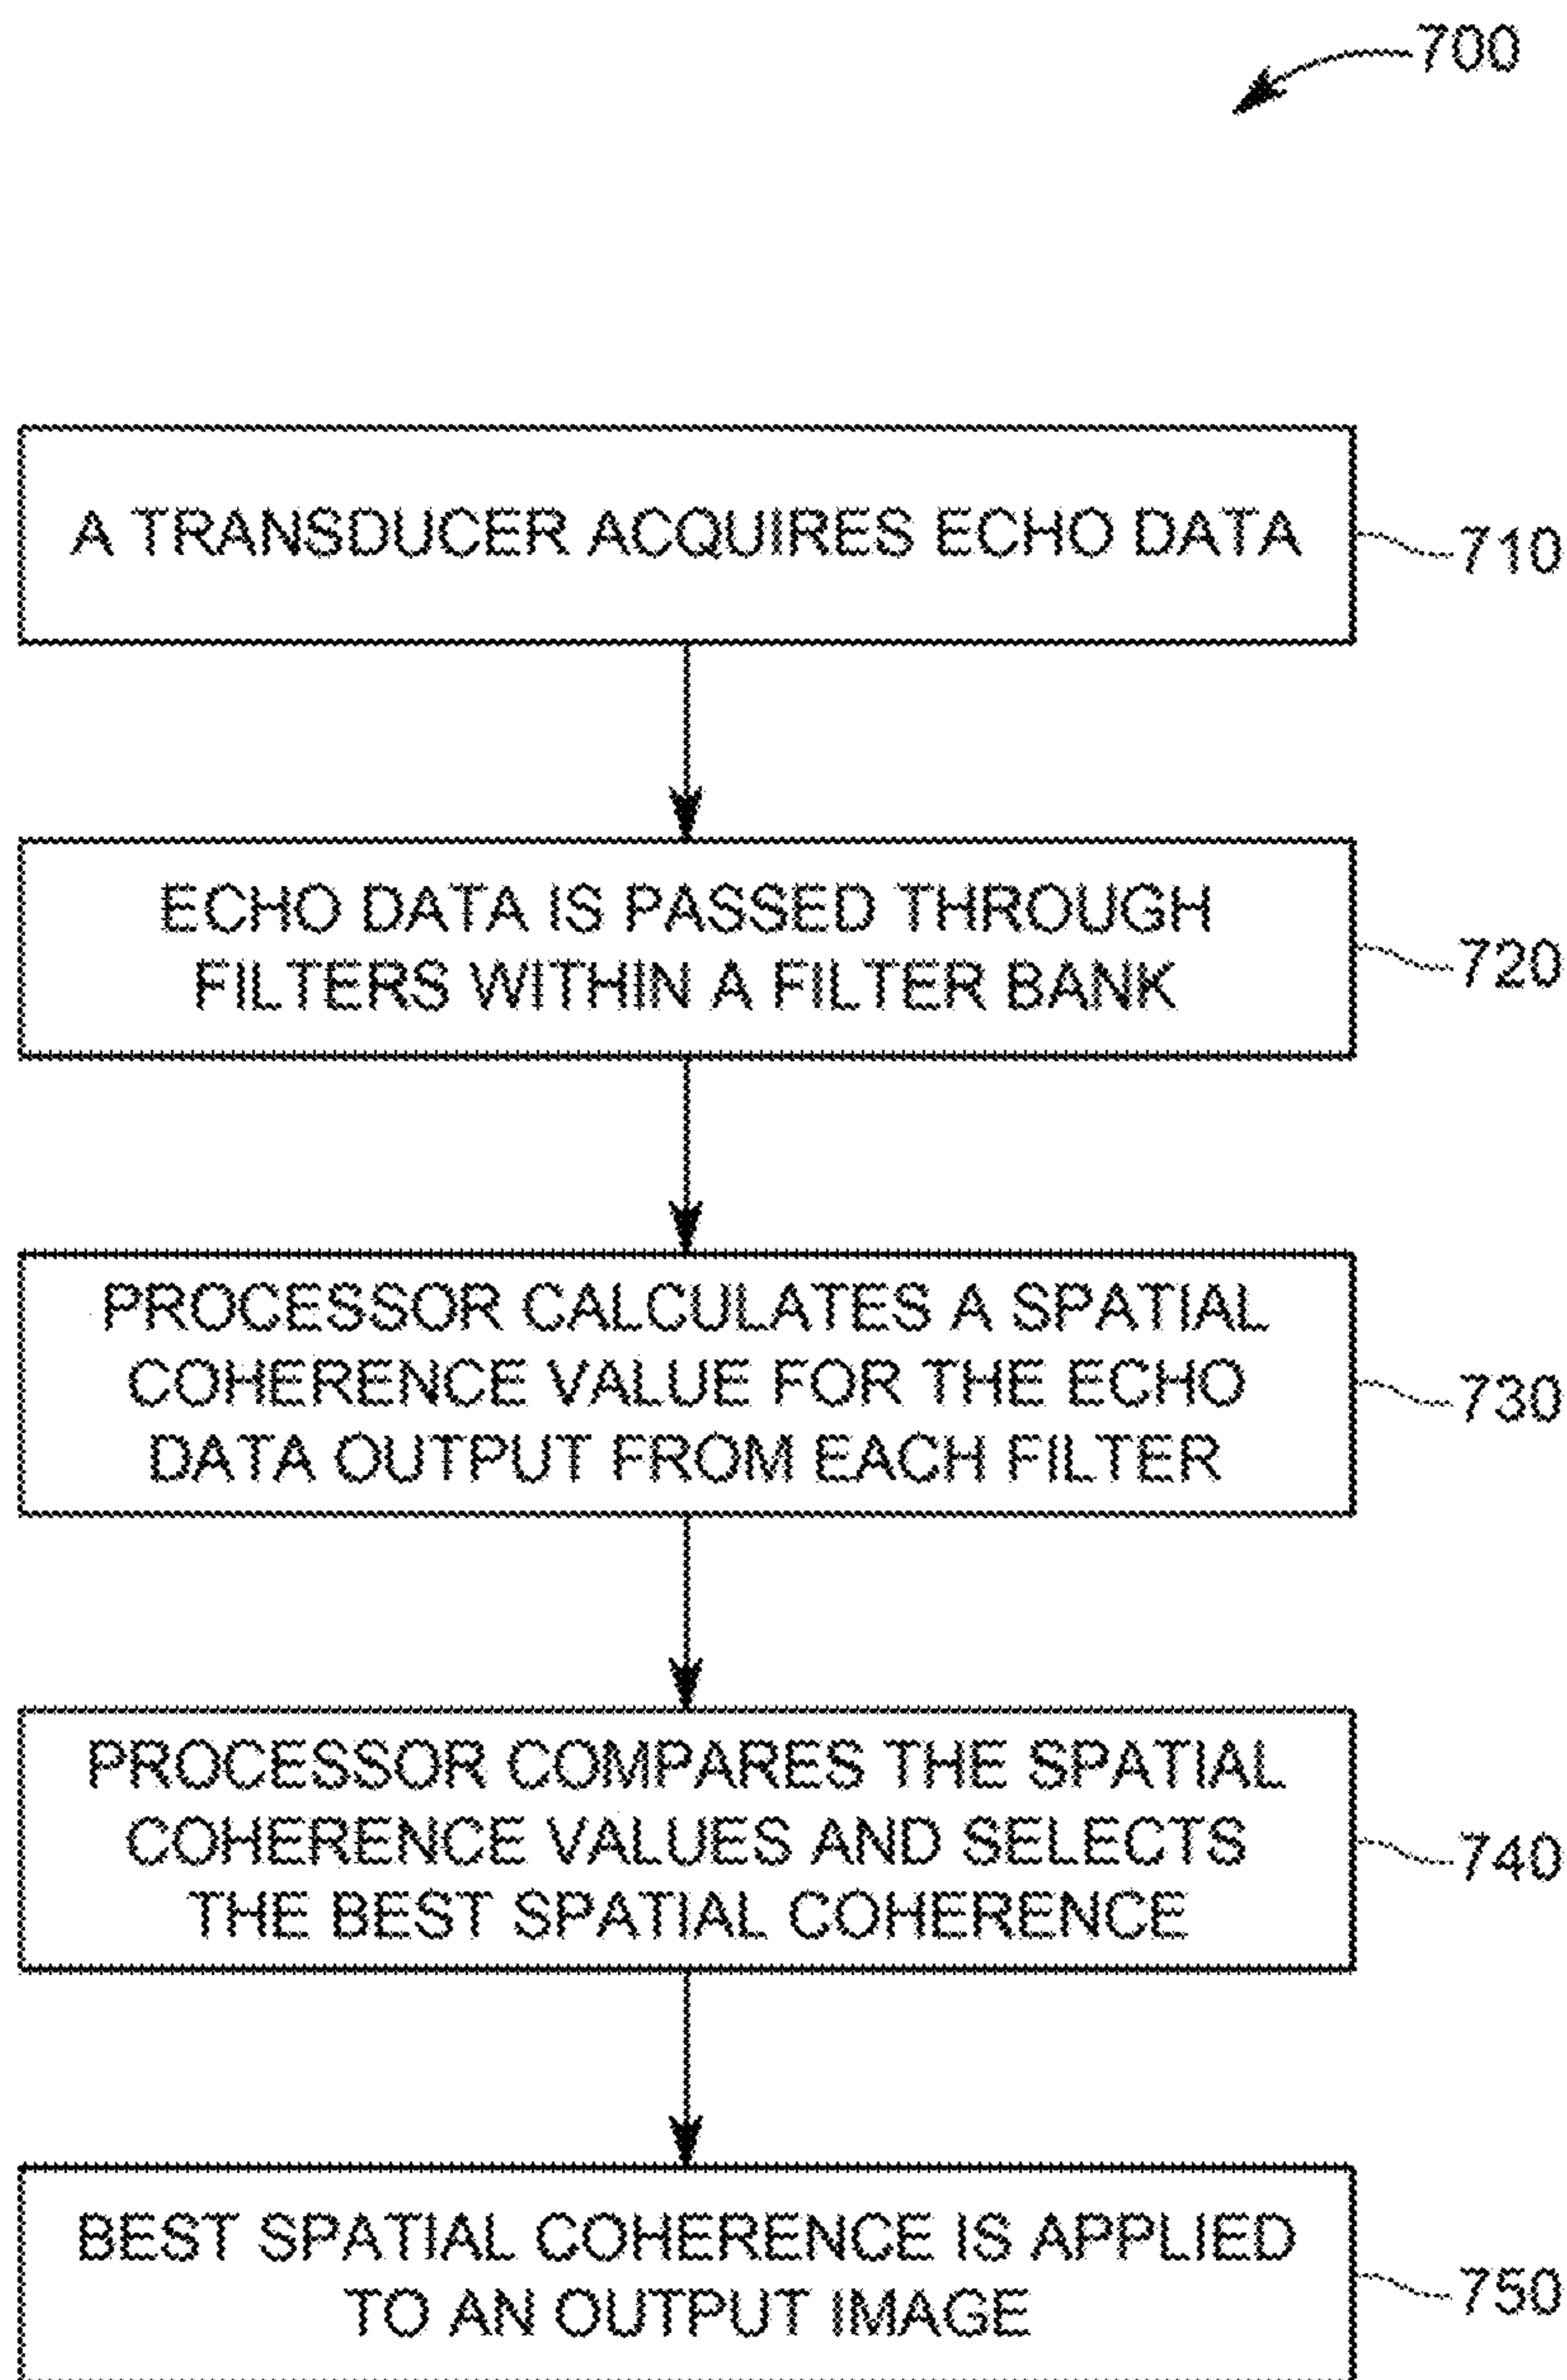 700
A TRANSDUCER ACQUIRES ECHO DATA
710
ECHO DATA IS PASSED THROUGH
FILTERS WITHIN A FILTER BANK
720
PROCESSOR CALCULATES A SPATIAL
COHERENCE VALUE FOR THE ECHO
DATA OUTPUT FROM EACH FILTER
730
PROCESSOR COMPARES THE SPATIAL
COHERENCE VALUES AND SELECTS
THE BEST SPATIAL COHERENCE
740
BEST SPATIAL COHERENCE IS APPLIED
TO AN OUTPUT IMAGE
750